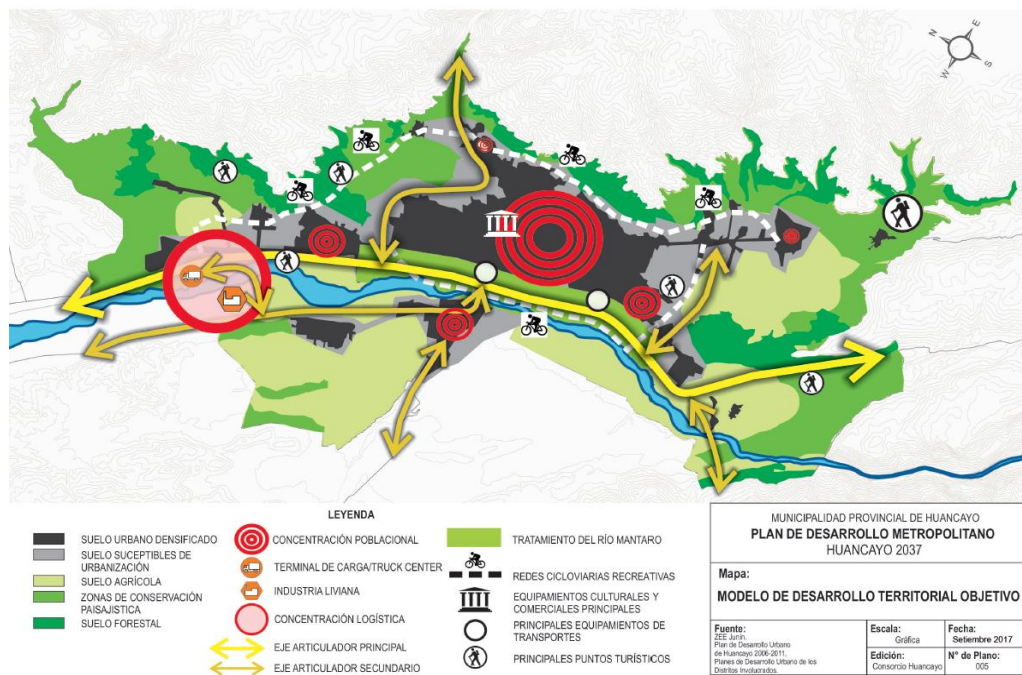 N
E
W
S
LEYENDA
SUELO URBANO DENSIFICADO
SUELO SUCEPTIBLES DE
URBANIZACIÓN
SUELO AGRÍCOLA
ZONAS DE CONSERVACIÓN
PAISAJISTICA
SUELO FORESTAL
CONCENTRACIÓN POBLACIONAL
TERMINAL DE CARGA/TRUCK CENTER
INDUSTRIA LIVIANA
CONCENTRACIÓN LOGÍSTICA
EJE ARTICULADOR PRINCIPAL
EJE ARTICULADOR SECUNDARIO
TRATAMIENTO DEL RÍO MANTARO
REDES CICLOVIARIAS RECREATIVAS
EQUIPAMIENTOS CULTURALES Y
COMERCIALES PRINCIPALES
PRINCIPALES EQUIPAMIENTOS DE
TRANSPORTES
PRINCIPALES PUNTOS TURÍSTICOS
MUNICIPALIDAD PROVINCIAL DE HUANCAYO
PLAN DE DESARROLLO METROPOLITANO
HUANCAYO 2037
Mapa:
MODELO DE DESARROLLO TERRITORIAL OBJETIVO
Fuente:
ZEE Junín.
Plan de Desarrollo Urbano
de Huancayo 2006-2011,
Planes de Desarrollo Urbano de los
Distritos Involucrados.
Escala:
Gráfica
Fecha:
Setiembre 2017
Edición:
Consorcio Huancayo
N° de Plano:
005